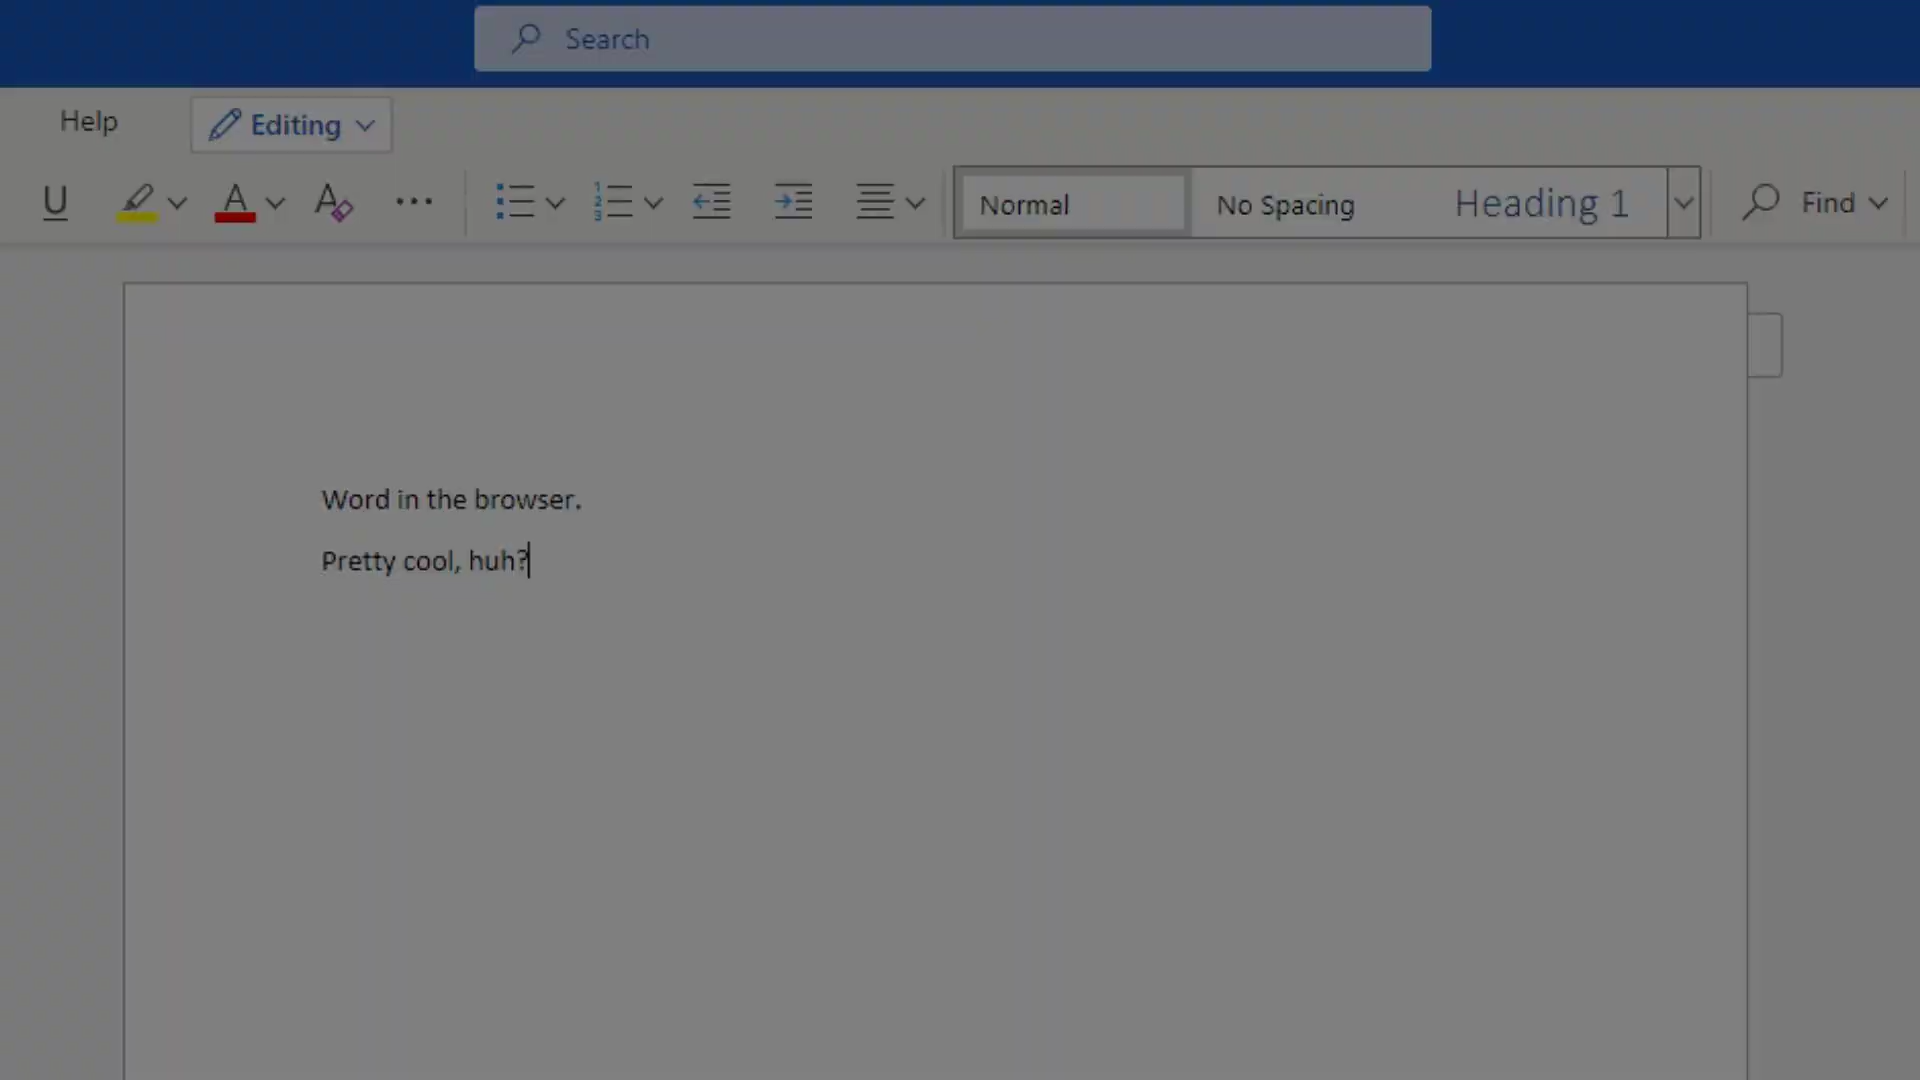 Search
Help
Editing
Normal
No Spacing
Heading 1
Find
Word in the browser.
Pretty cool, huh?